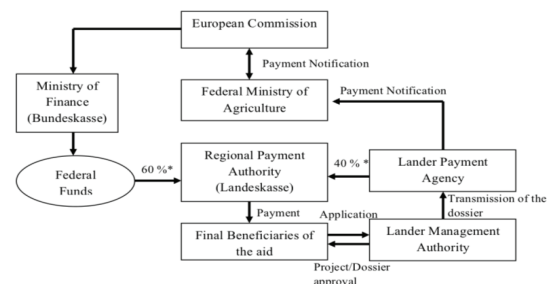 European Commission
Payment Notification
Ministry of
Finance
(Bundeskasse)
Federal Ministry of
Agriculture
Payment Notification
Federal
Funds
60 %*
Regional Payment
Authority
(Landeskasse)
40 % *
Lander Payment
Agency
Payment
Application
Transmission of the
dossier
Final Beneficiaries of
the aid
Lander Management
Authority
Project/Dossier
approval